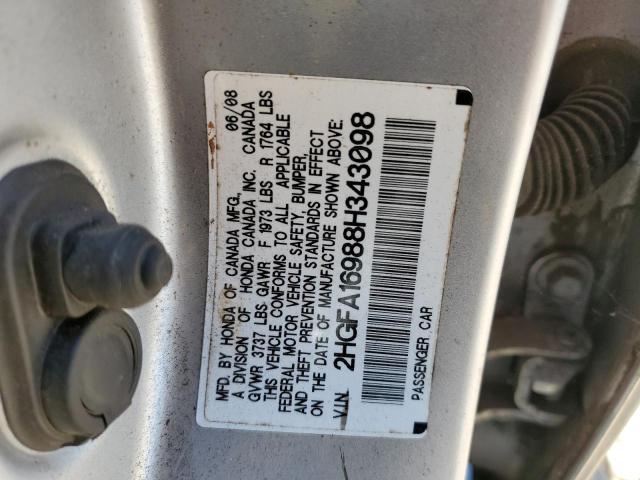 MFD. BY HONDA OF CANADA MFG., 06/08
A DIVISION OF HONDA CANADA INC. CANADA
GVWR 3737 LBS GAWR F 1973 LBS R 1764 LBS
THIS VEHICLE CONFORMS TO ALL APPLICABLE
FEDERAL MOTOR VEHICLE SAFETY, BUMPER,
AND THEFT PREVENTION STANDARDS IN EFFECT
ON THE DATE OF MANUFACTURE SHOWN ABOVE.
V.I.N. 2HGFA16988H343098
PASSENGER CAR